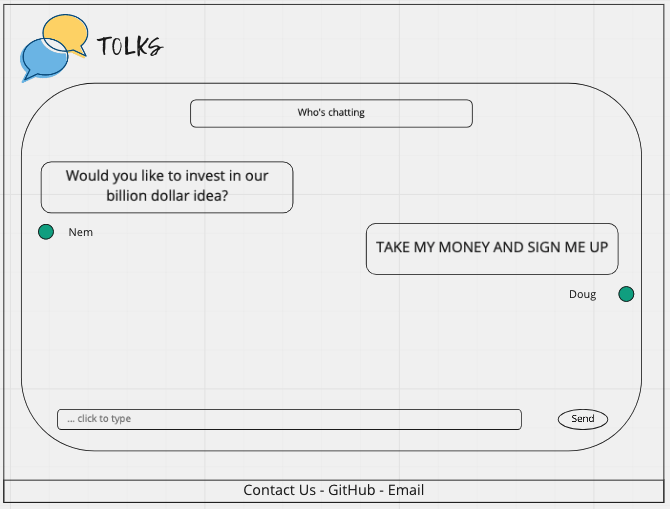 TOLKS
Who's chatting
Would you like to invest in our
billion dollar idea?
Nem
TAKE MY MONEY AND SIGN ME UP
Doug
... click to type
Send
Contact Us - GitHub - Email